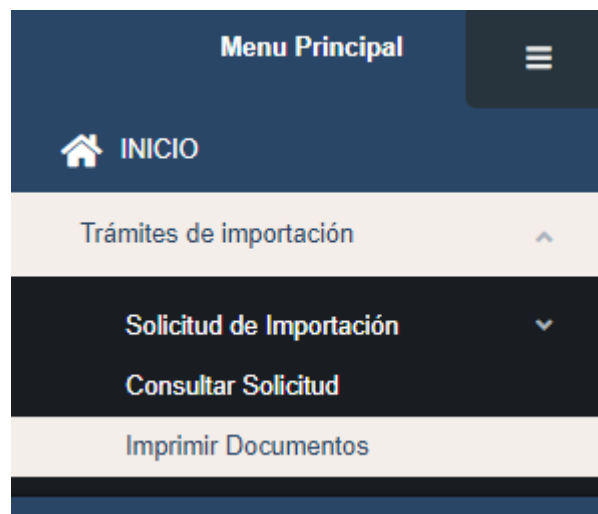 Menu Principal
INICIO
Trámites de importación
Solicitud de Importación
Consultar Solicitud
Imprimir Documentos